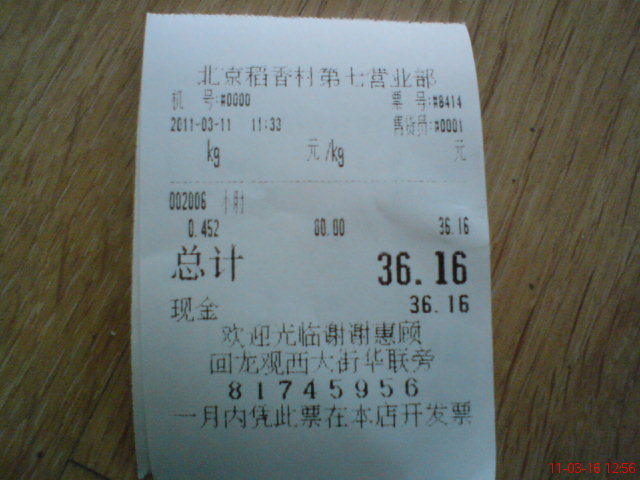 北京稻香村第七营业部
机 号:#0000 票 号:#8414
2011-03-11 11:33 售货员:#0001
kg 元/kg 元
002006 小肘
0.452 80.00 36.16
总计 36.16
现金 36.16
欢迎光临谢谢惠顾
回龙观西大街华联旁
81745956
一月内凭此票在本店开发票
11-03-16 12:56